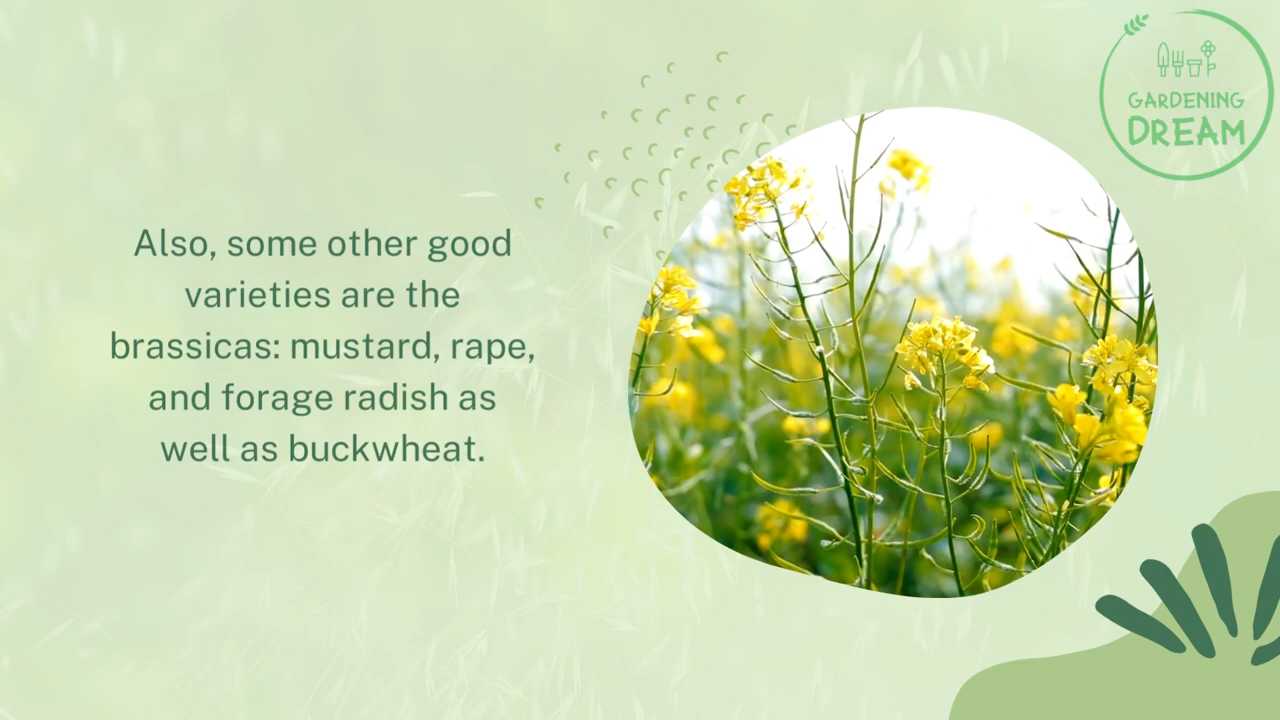 GARDENING
DREAM
Also, some other good
varieties are the
brassicas: mustard, rape,
and forage radish as
well as buckwheat.